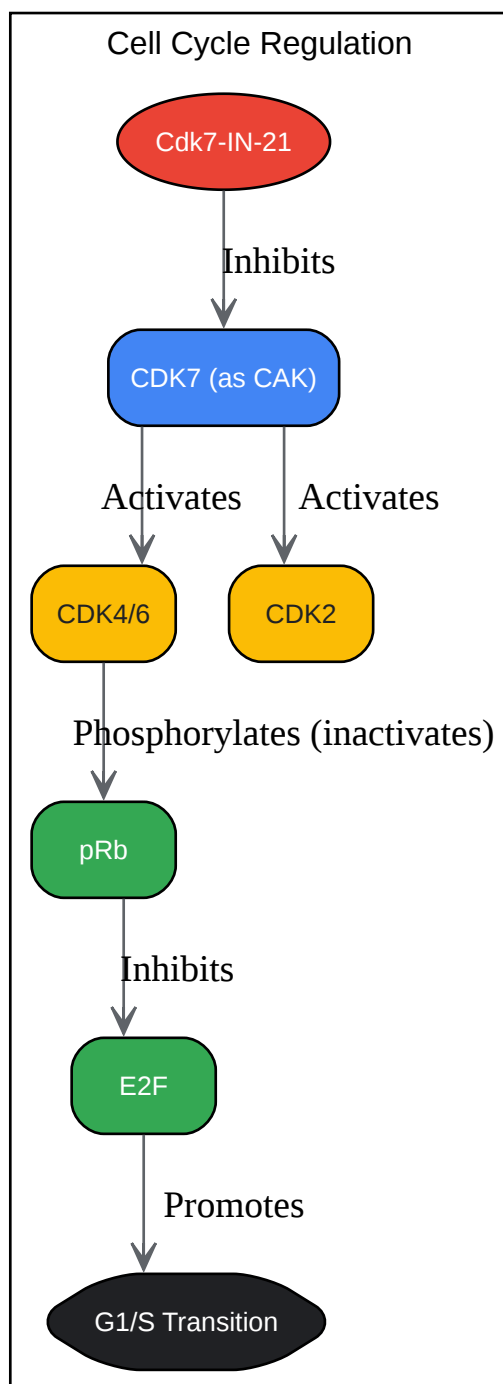 Cell Cycle Regulation
Cdk7-IN-21
Inhibits
CDK7 (as CAK)
Activates
Activates
CDK4/6
CDK2
Phosphorylates (inactivates)
pRb
Inhibits
E2F
Promotes
G1/S Transition